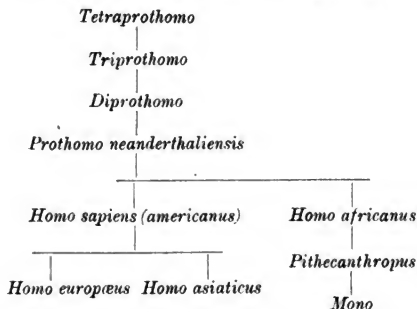 Tetraprothomo
Triprothomo
Diprothomo
Prothomo neanderthaliensis
Homo sapiens (americanus) Homo africanus
Pithecanthropus
Homo europæus Homo asiaticus
Mono